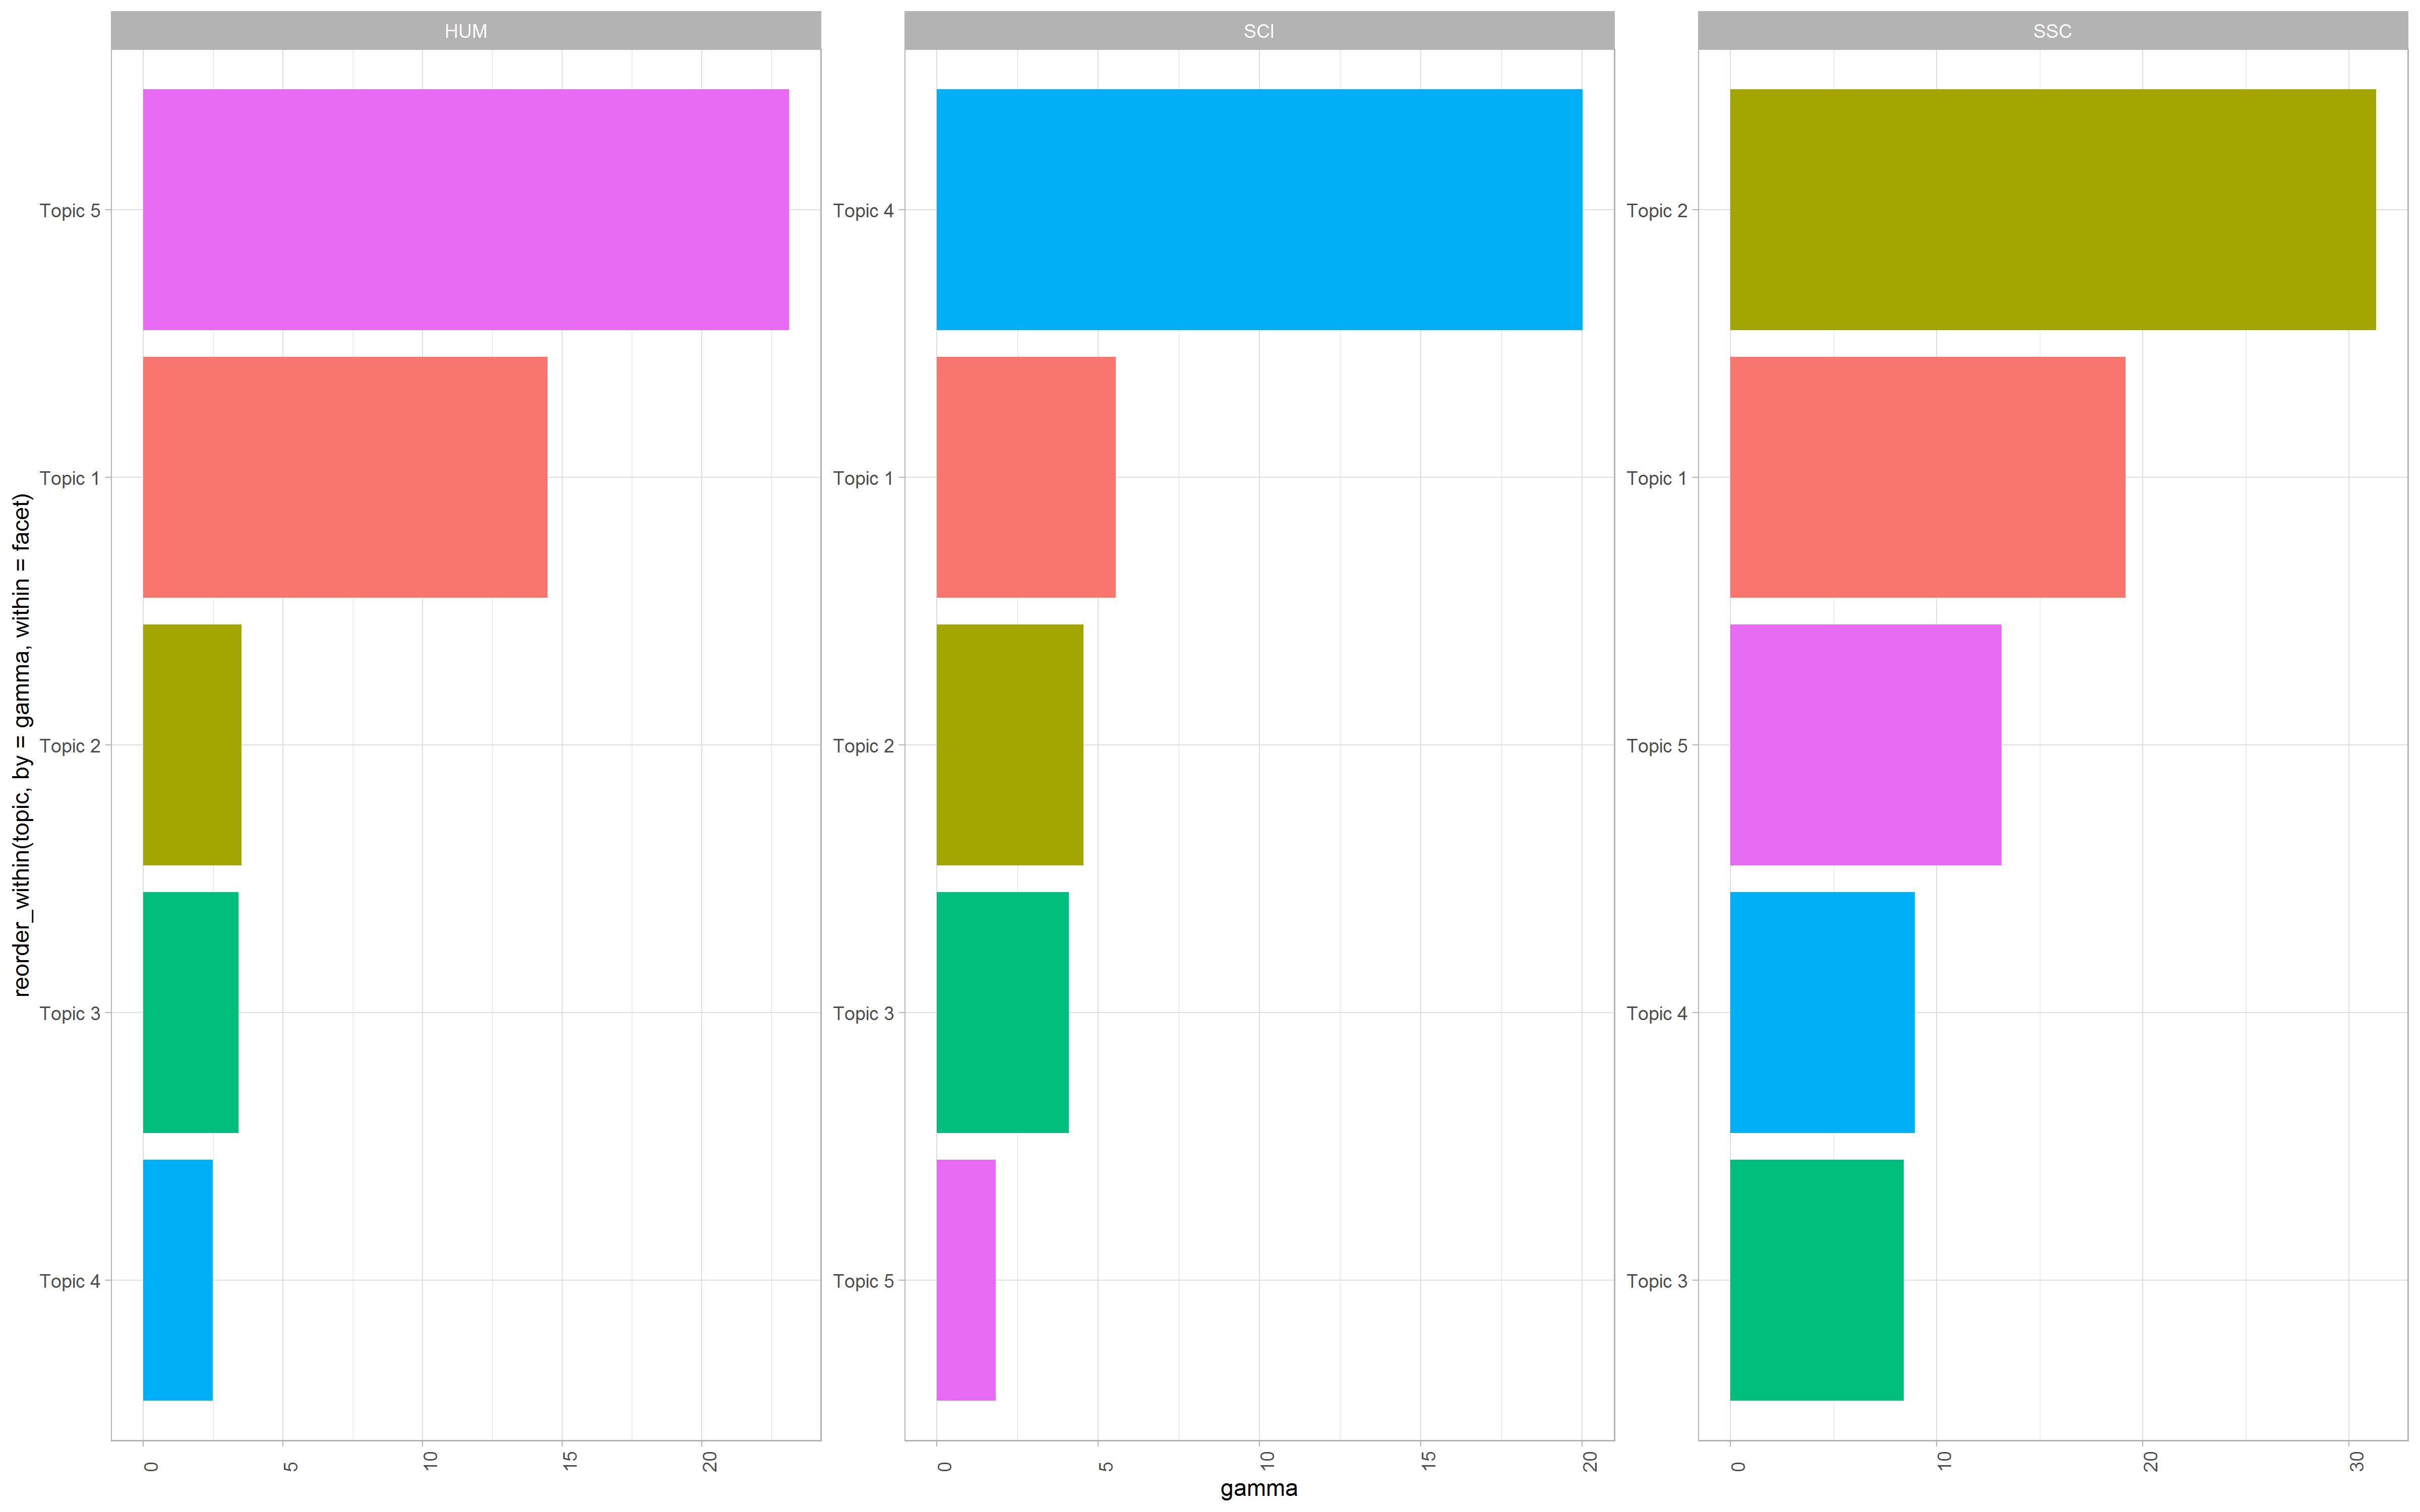 HUM
SCI
SSC
reorder_within(topic, by = gamma, within = facet)
Topic 5
Topic 1
Topic 2
Topic 3
Topic 4
Topic 4
Topic 1
Topic 2
Topic 3
Topic 5
Topic 2
Topic 1
Topic 5
Topic 4
Topic 3
0
5
10
15
20
0
5
10
15
20
0
10
20
30
gamma